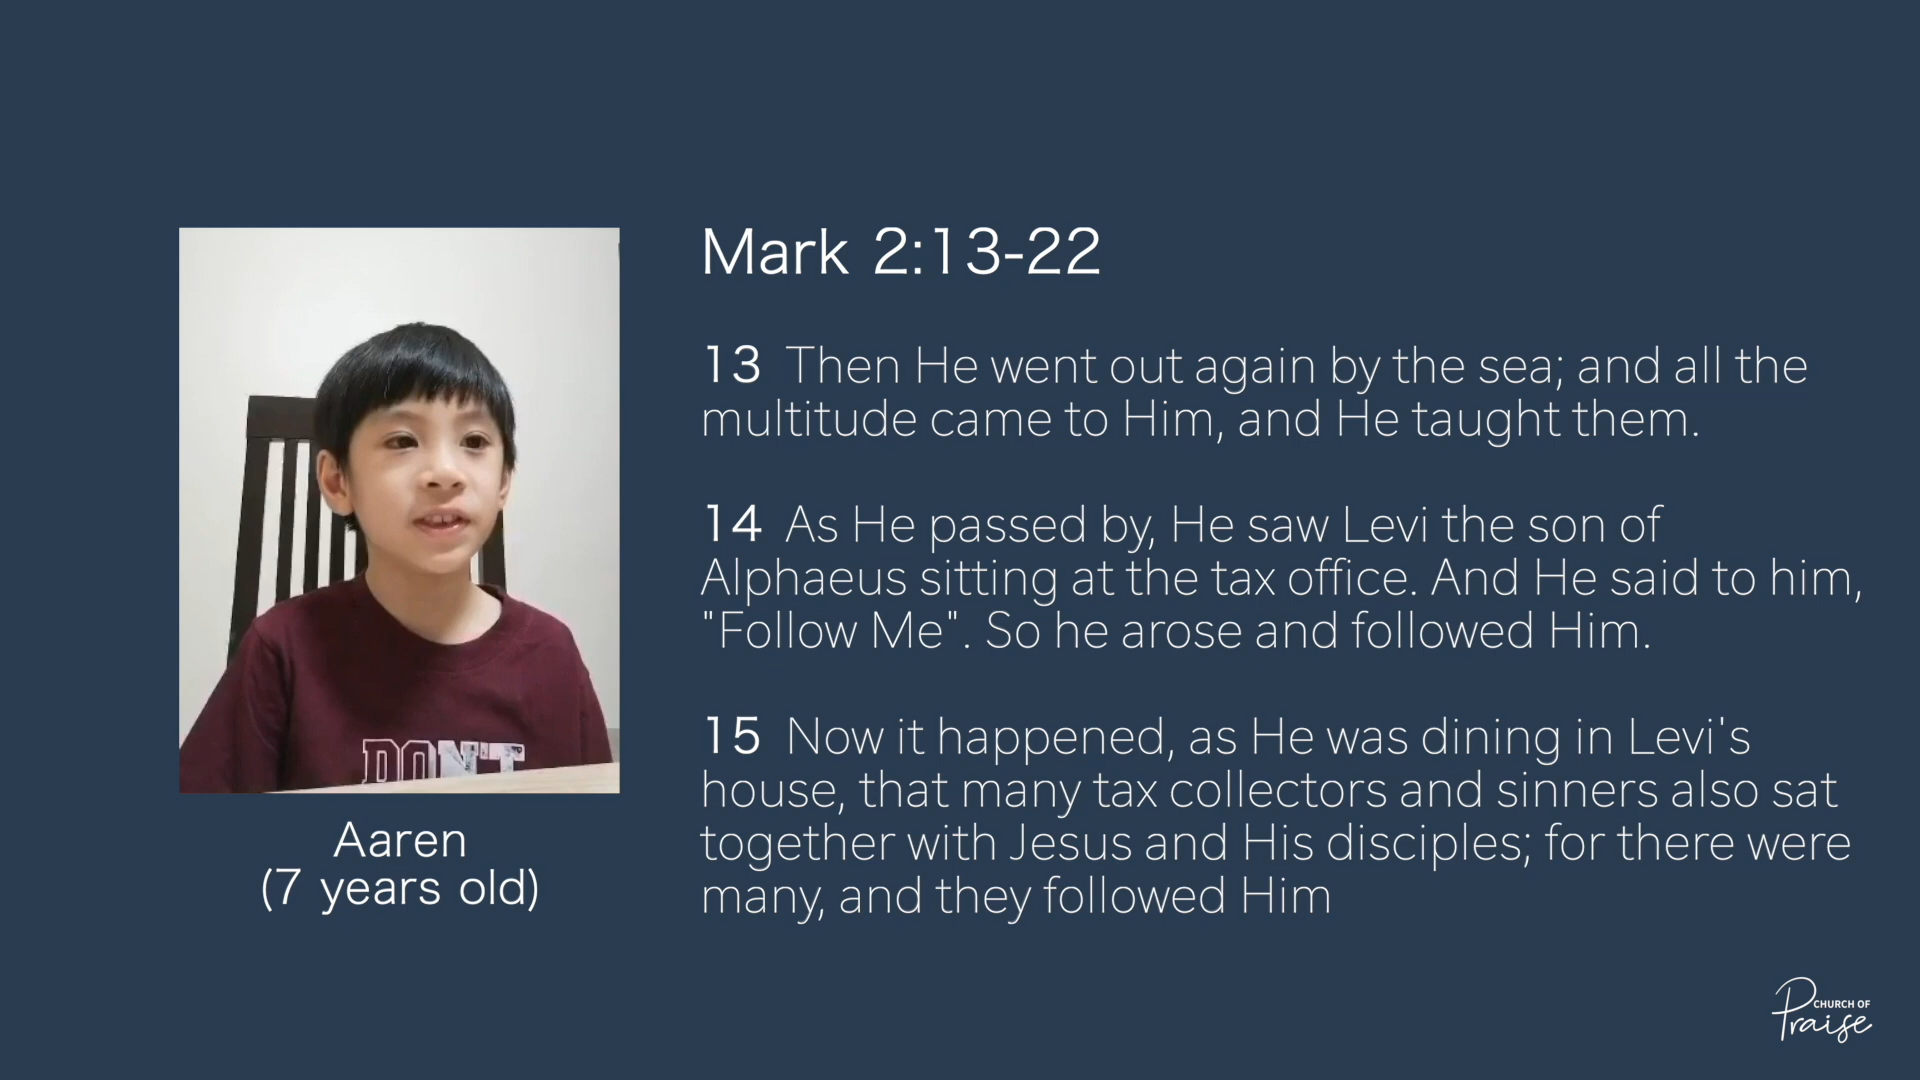 Mark 2:13-22
13 Then He went out again by the sea; and all the
multitude came to Him, and He taught them.
14 As He passed by, He saw Levi the son of
Alphaeus sitting at the tax office. And He said to him,
"Follow Me". So he arose and followed Him.
15 Now it happened, as He was dining in Levi's
house, that many tax collectors and sinners also sat
together with Jesus and His disciples; for there were
many, and they followed Him
DON'T
Aaren
(7 years old)
CHURCH OF
Praise